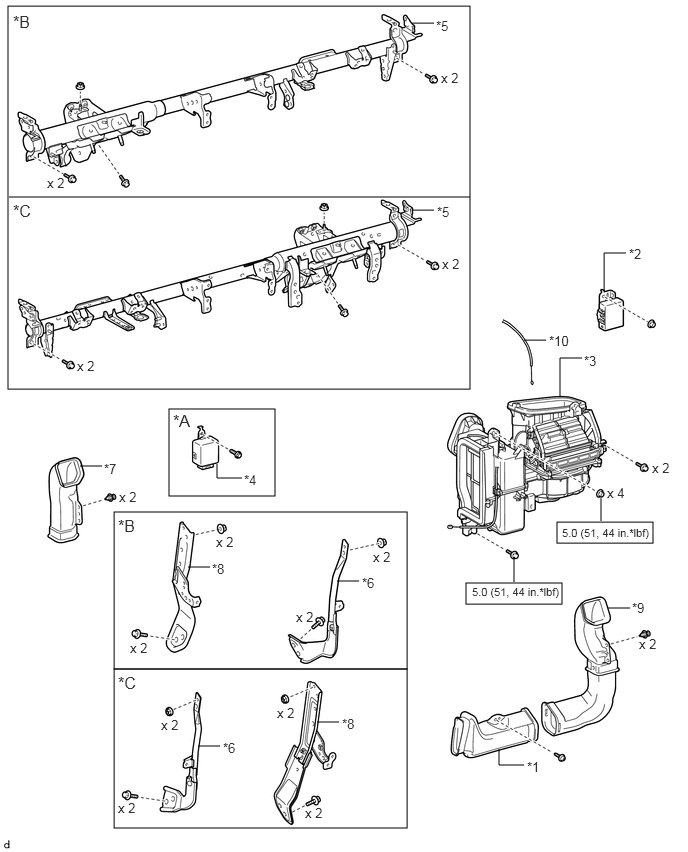 *B
*5
x 2
x 2
*C
*5
x 2
x 2
*2
*10
*3
*A
*4
*7
x 2
x 2
x 4
5.0 (51, 44 in.*lbf)
5.0 (51, 44 in.*lbf)
*B
x 2
*8
x 2
x 2
*6
x 2
*9
x 2
*C
x 2
*6
x 2
x 2
*8
x 2
*1
d